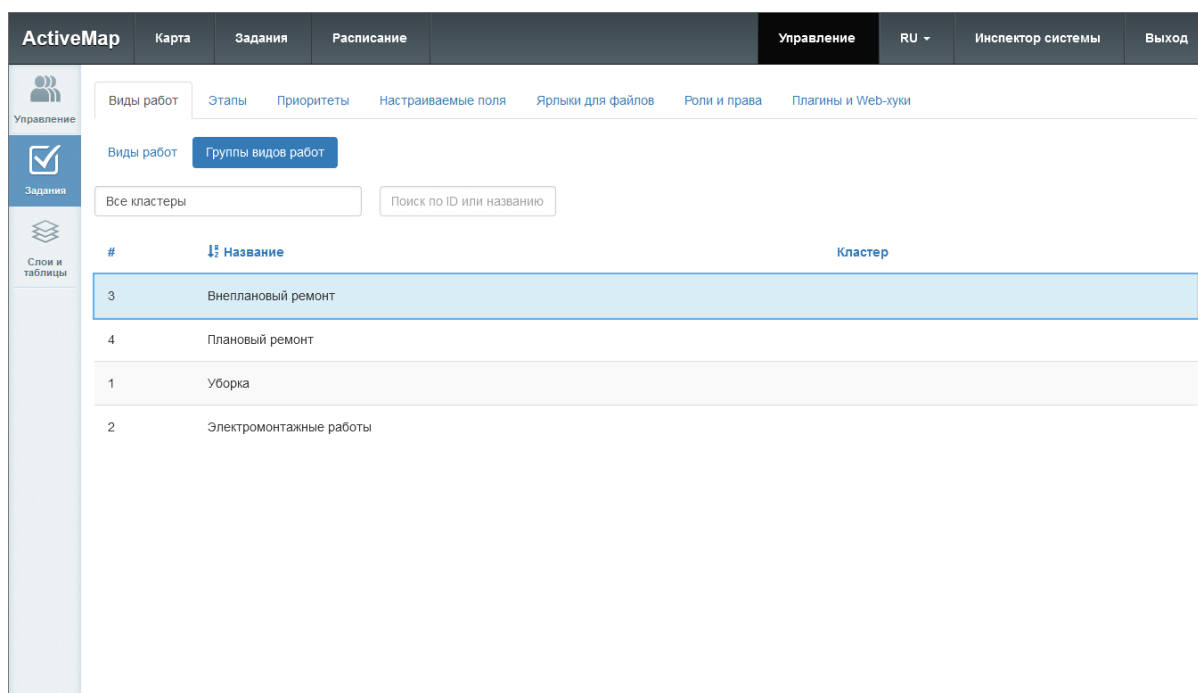 ActiveMap Карта Задания Расписание Управление RU Инспектор системы Выход
Управление
Задания
Слои и
таблицы
Виды работ Этапы Приоритеты Настраиваемые поля Ярлыки для файлов Роли и права Плагины и Web-хуки
Виды работ Группы видов работ
Все кластеры Поиск по ID или названию
# Название Кластер
3 Внеплановый ремонт
4 Плановый ремонт
1 Уборка
2 Электромонтажные работы